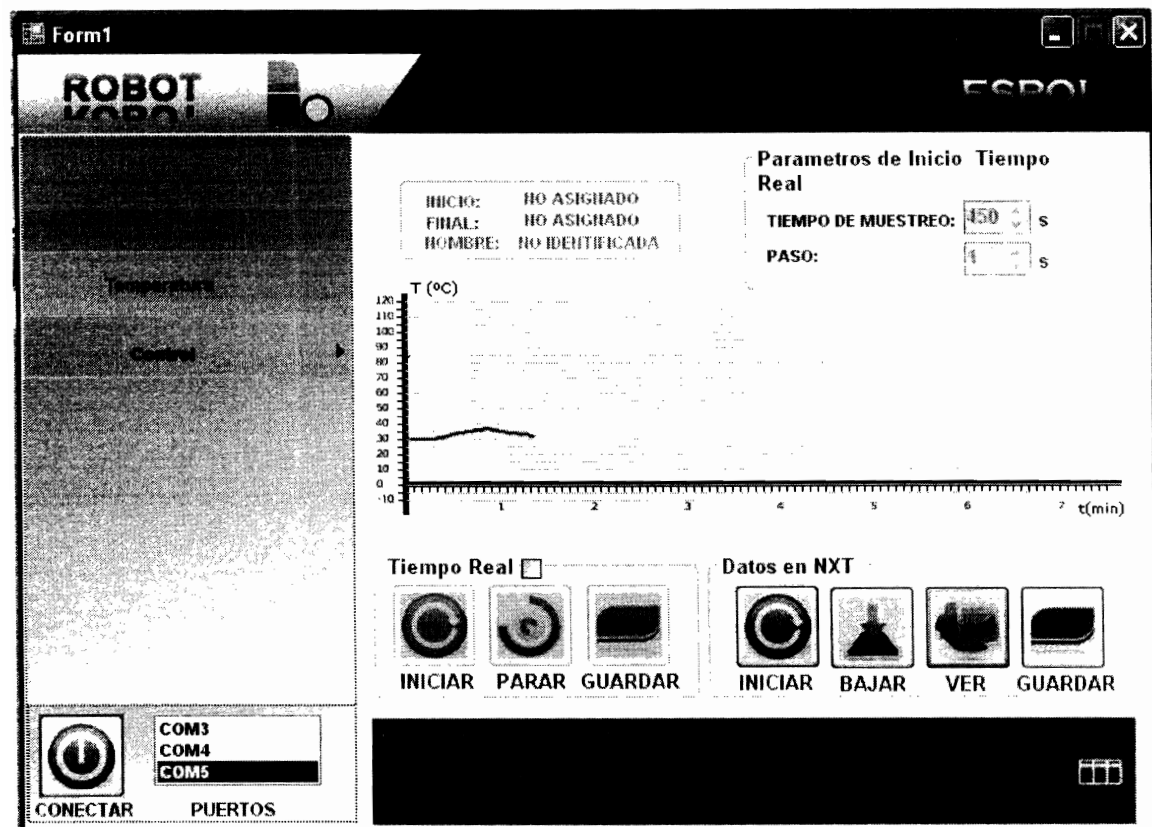 Form1
ROBOT
ESPOL
Parametros de Inicio Tiempo
Real
INICIO: NO ASIGNADO
FINAL: NO ASIGNADO
NOMBRE: NO IDENTIFICADA
TIEMPO DE MUESTREO: 450 s
PASO: 1 s
Temperatura
Control
T (ºC)
120
110
100
90
80
70
60
50
40
30
20
10
0
-10
1 2 3 4 5 6 7 t(min)
Tiempo Real
INICIAR PARAR GUARDAR
Datos en NXT
INICIAR BAJAR VER GUARDAR
COM3
COM4
COM5
CONECTAR PUERTOS